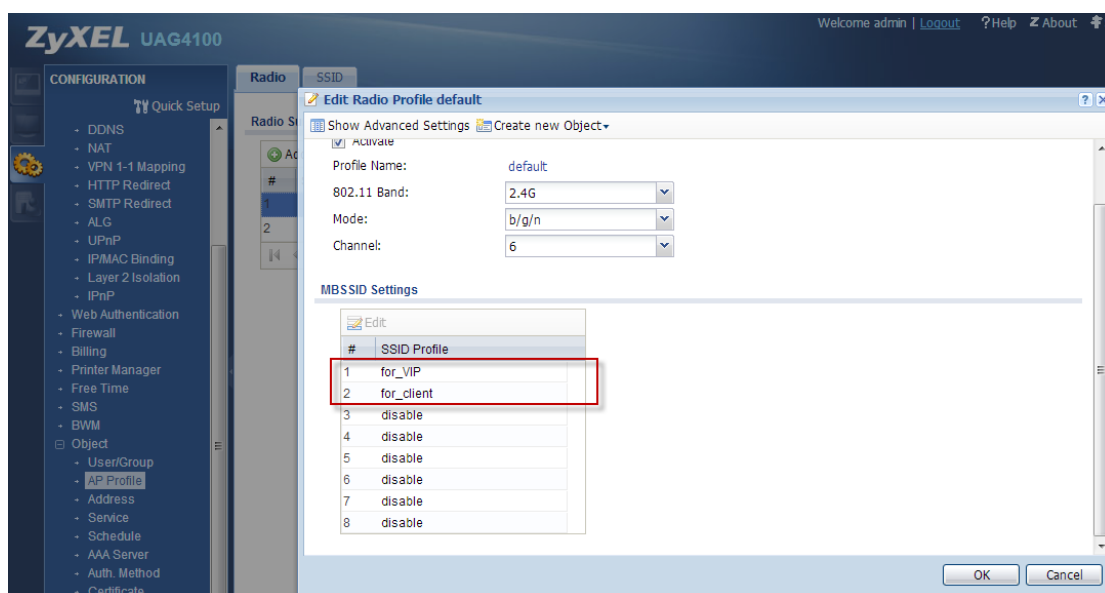 Welcome admin | Logout ?Help Z About
ZyXEL UAG4100
CONFIGURATION
Quick Setup
DDNS
NAT
VPN 1-1 Mapping
HTTP Redirect
SMTP Redirect
ALG
UPnP
IP/MAC Binding
Layer 2 Isolation
IPnP
Web Authentication
Firewall
Billing
Printer Manager
Free Time
SMS
BWM
Object
User/Group
AP Profile
Address
Service
Schedule
AAA Server
Auth. Method
Certificate
Radio SSID
Radio S
Ad
#
1
2
Edit Radio Profile default
Show Advanced Settings Create new Object
Activate
Profile Name: default
802.11 Band: 2.4G
Mode: b/g/n
Channel: 6
MBSSID Settings
Edit
# SSID Profile
1 for_VIP
2 for_client
3 disable
4 disable
5 disable
6 disable
7 disable
8 disable
OK Cancel